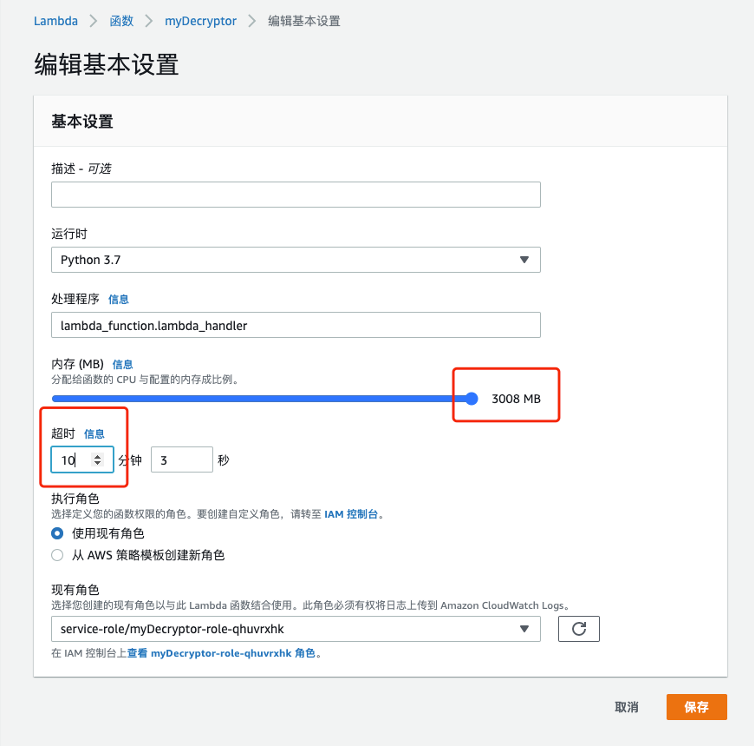 Lambda > 函数 > myDecryptor > 编辑基本设置
编辑基本设置
基本设置
描述 - 可选
运行时
Python 3.7
处理程序 信息
lambda_function.lambda_handler
内存 (MB) 信息
分配给函数的 CPU 与配置的内存成比例。
3008 MB
超时 信息
10 分钟 3 秒
执行角色
选择定义您的函数权限的角色。要创建自定义角色，请转至 IAM 控制台。
使用现有角色
从 AWS 策略模板创建新角色
现有角色
选择您创建的现有角色以与此 Lambda 函数结合使用。此角色必须有权将日志上传到 Amazon CloudWatch Logs。
service-role/myDecryptor-role-qhuvrxhk
在 IAM 控制台上查看 myDecryptor-role-qhuvrxhk 角色。
取消 保存